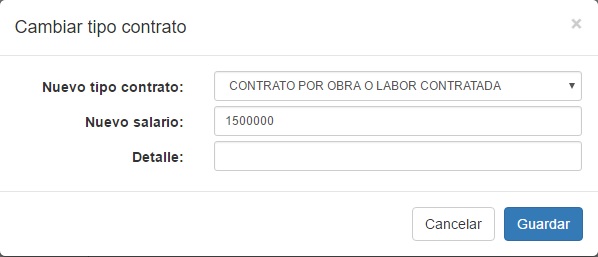 Cambiar tipo contrato ×
Nuevo tipo contrato: CONTRATO POR OBRA O LABOR CONTRATADA
Nuevo salario: 1500000
Detalle:
Cancelar Guardar